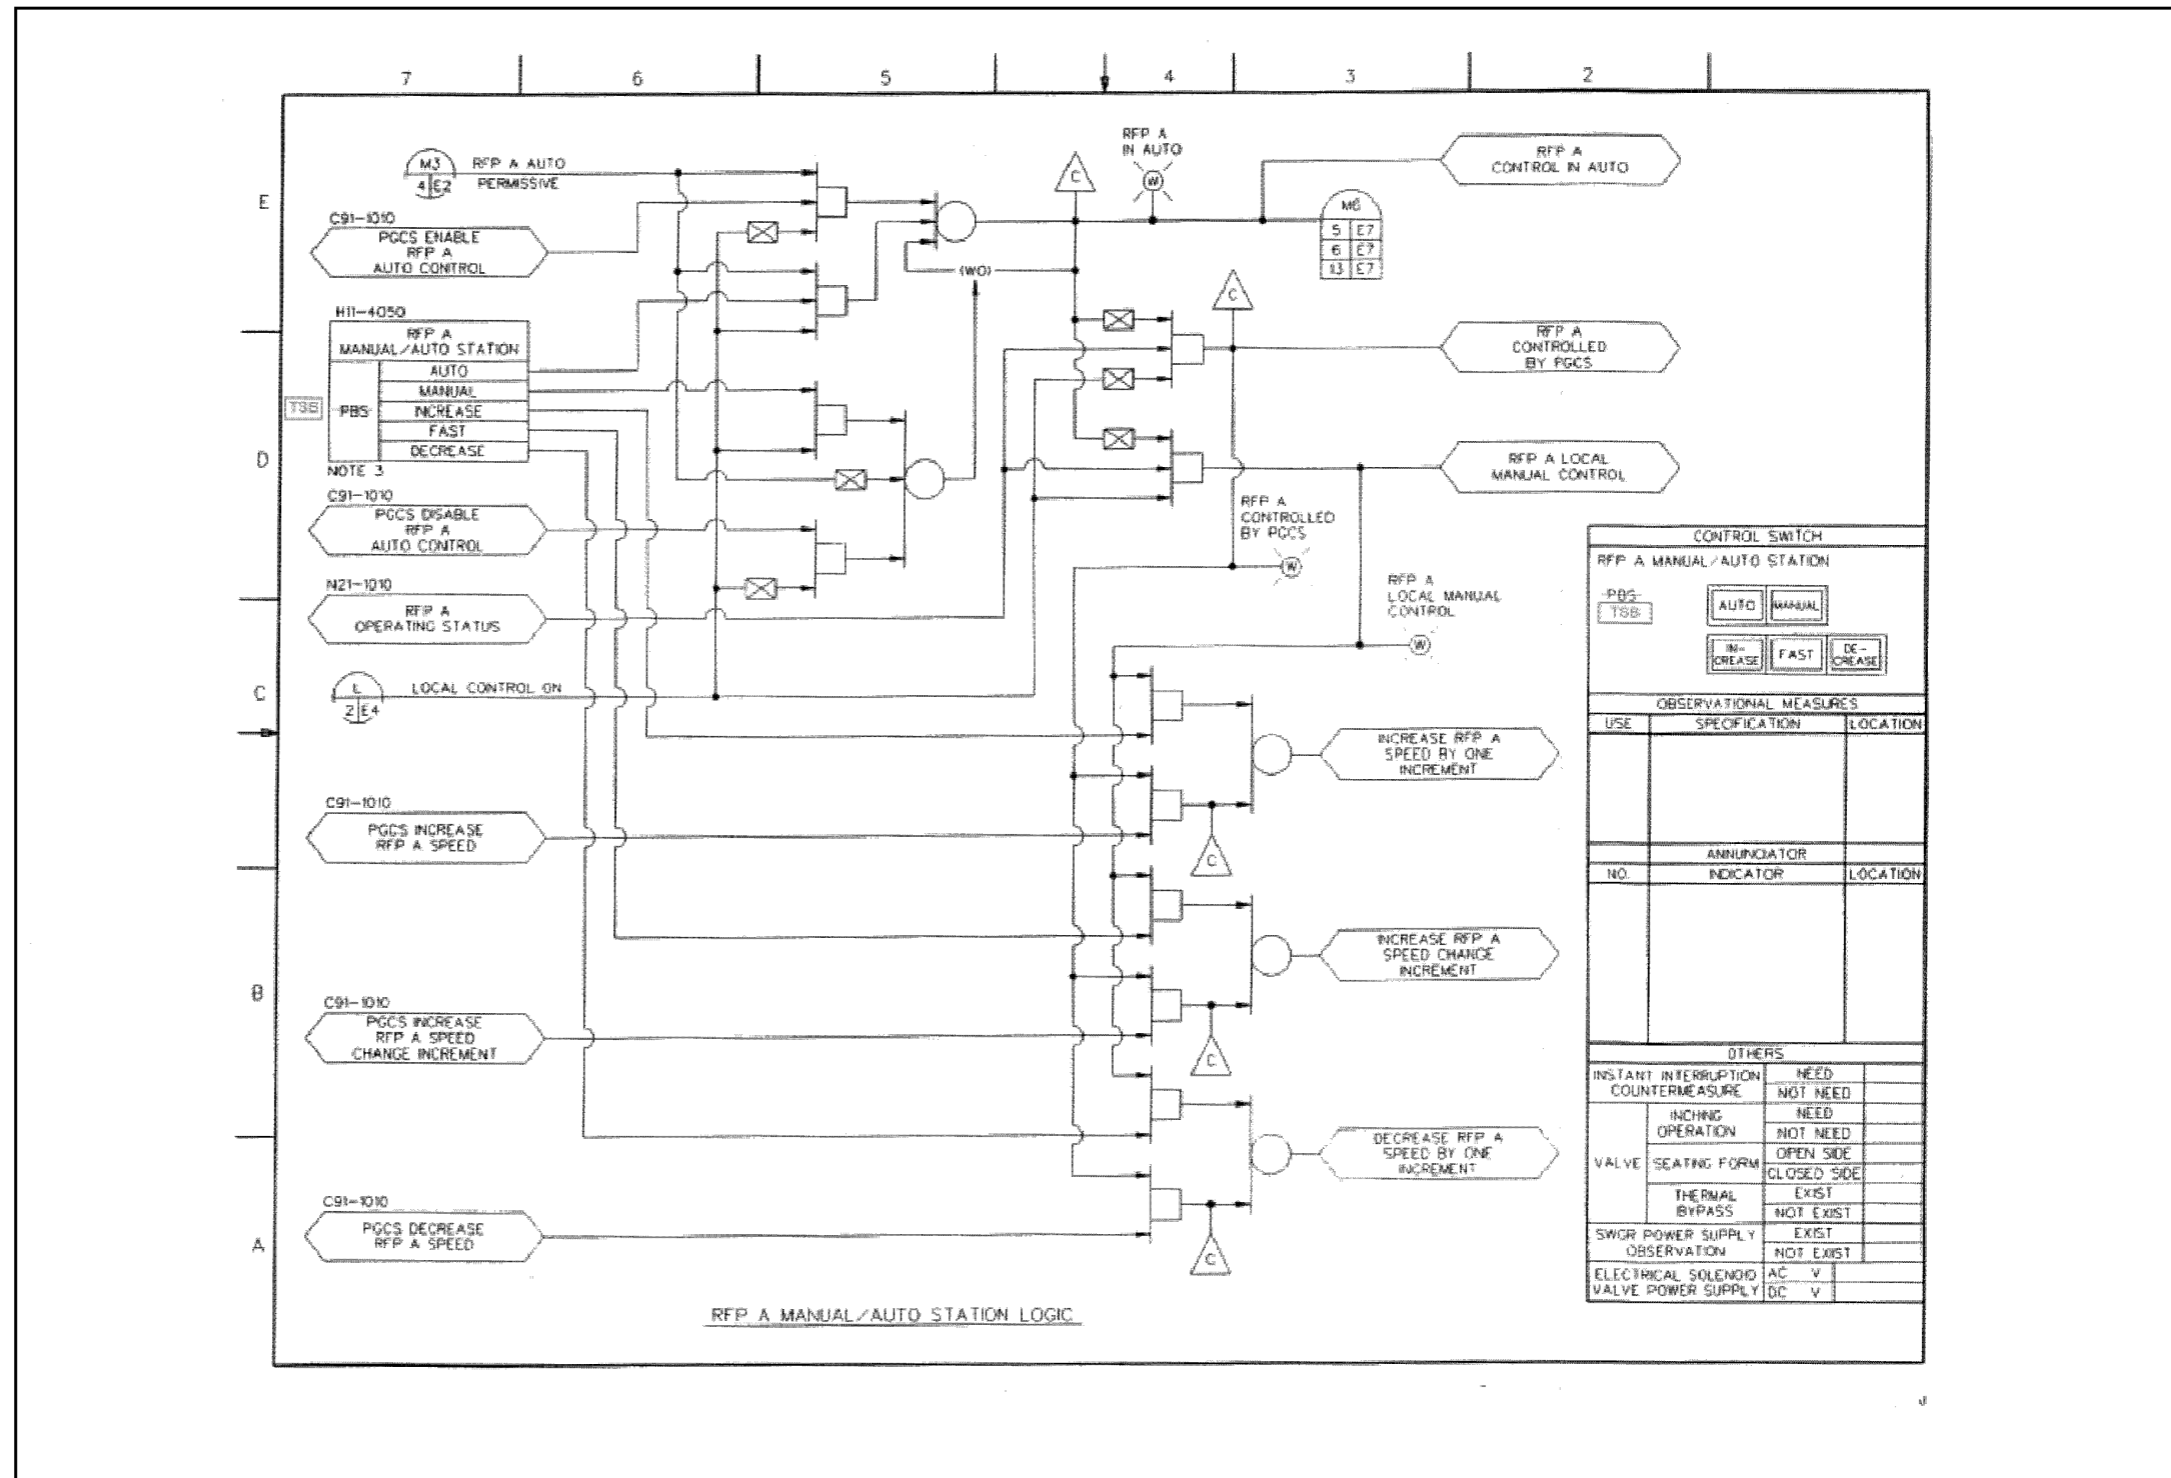 7
6
5
4
3
2
E
D
C
B
A
M3
4 E2
RFP A AUTO
PERMISSIVE
C91-1010
PGCS ENABLE
RFP A
AUTO CONTROL
H11-4050
RFP A
MANUAL/AUTO STATION
TSB
PBS
AUTO
MANUAL
INCREASE
FAST
DECREASE
NOTE 3
C91-1010
PGCS DISABLE
RFP A
AUTO CONTROL
N21-1010
RFP A
OPERATING STATUS
L
2 E4
LOCAL CONTROL ON
C91-1010
PGCS INCREASE
RFP A SPEED
C91-1010
PGCS INCREASE
RFP A SPEED
CHANGE INCREMENT
C91-1010
PGCS DECREASE
RFP A SPEED
(WO)
C
RFP A
IN AUTO
W
RFP A
CONTROL IN AUTO
M6
5 E7
6 E7
13 E7
C
RFP A
CONTROLLED
BY PGCS
RFP A LOCAL
MANUAL CONTROL
RFP A
CONTROLLED
BY PGCS
W
RFP A
LOCAL MANUAL
CONTROL
W
INCREASE RFP A
SPEED BY ONE
INCREMENT
C
INCREASE RFP A
SPEED CHANGE
INCREMENT
C
DECREASE RFP A
SPEED BY ONE
INCREMENT
C
CONTROL SWITCH
RFP A MANUAL/AUTO STATION
PBS
TSB
AUTO MANUAL
IN-
CREASE
FAST
DE-
CREASE
OBSERVATIONAL MEASURES
USE SPECIFICATION LOCATION
ANNUNCIATOR
NO. INDICATOR LOCATION
OTHERS
INSTANT INTERRUPTION
COUNTERMEASURE
NEED
NOT NEED
VALVE
INCHING
OPERATION
NEED
NOT NEED
SEATING FORM
OPEN SIDE
CLOSED SIDE
THERMAL
BYPASS
EXIST
NOT EXIST
SWGR POWER SUPPLY
OBSERVATION
EXIST
NOT EXIST
ELECTRICAL SOLENOID
VALVE POWER SUPPLY
AC V
DC V
RFP A MANUAL/AUTO STATION LOGIC